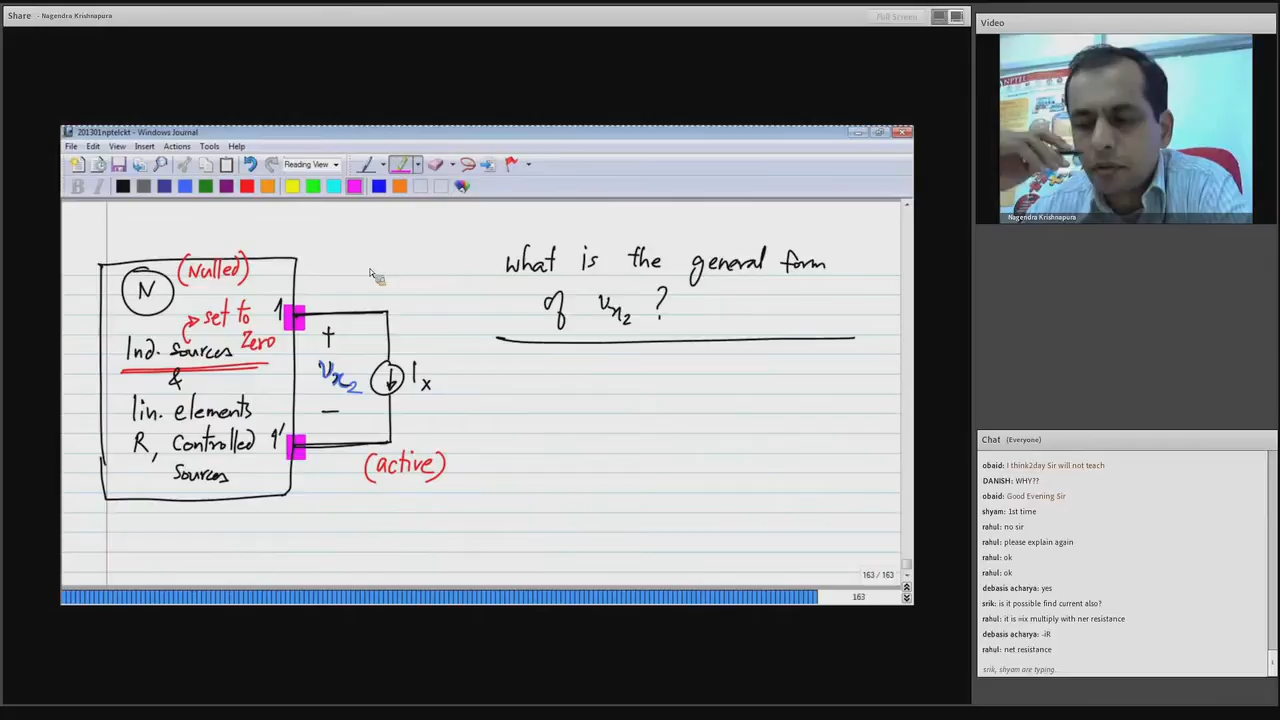 Share - Nagendra Krishnapura
Full Screen
Video
Nagendra Krishnapura
201301nptelckt - Windows Journal
File Edit View Insert Actions Tools Help
Reading View
B I
N
(Nulled)
set to
Zero
Ind. sources
&
lin. elements
R, Controlled
sources
1
1'
+
vx2
−
Ix
(active)
What is the general form
of vx2 ?
163 / 163
163
Chat (Everyone)
obaid: I think2day Sir will not teach
DANISH: WHY??
obaid: Good Evening Sir
shyam: 1st time
rahul: no sir
rahul: please explain again
rahul: ok
rahul: ok
debasis acharya: yes
srik: is it possible find current also?
rahul: it is =ix multiply with ner resistance
debasis acharya: -iR
rahul: net resistance
srik, shyam are typing.